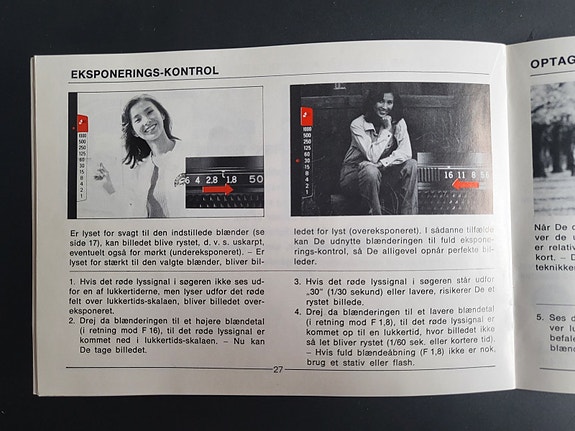 EKSPONERINGS-KONTROL
1000
500
250
125
60
30
15
8
4
2
1
6 4 2.8 1.8 50
1000
500
250
125
60
30
15
8
4
2
1
16 11 8 5.6
Er lyset for svagt til den indstillede blænder (se
side 17), kan billedet blive rystet, d. v. s. uskarpt,
eventuelt også for mørkt (undereksponeret). – Er
lyset for stærkt til den valgte blænder, bliver bil-
ledet for lyst (overeksponeret). I sådanne tilfælde
kan De udnytte blænderingen til fuld ekspone-
rings-kontrol, så De alligevel opnår perfekte bil-
leder.
1. Hvis det røde lyssignal i søgeren ikke ses ud-
for en af lukkertiderne, men lyser udfor det røde
felt over lukkertids-skalaen, bliver billedet over-
eksponeret.
2. Drej da blænderingen til et højere blændetal
(i retning mod F 16), til det røde lyssignal er
kommet ned i lukkertids-skalaen. – Nu kan
De tage billedet.
3. Hvis det røde lyssignal i søgeren står udfor
„30" (1/30 sekund) eller lavere, risikerer De et
rystet billede.
4. Drej da blænderingen til et lavere blændetal
(i retning mod F 1,8), til det røde lyssignal er
kommet op til en lukkertid, hvor billedet ikke
så let bliver rystet (1/60 sek. eller kortere tid).
– Hvis fuld blændeåbning (F 1,8) ikke er nok,
brug et stativ eller flash.
27
OPTAG
Når De
ver de u
et været
kort. – D
teknikker
5. Ses d
ver lu
befale
blænd